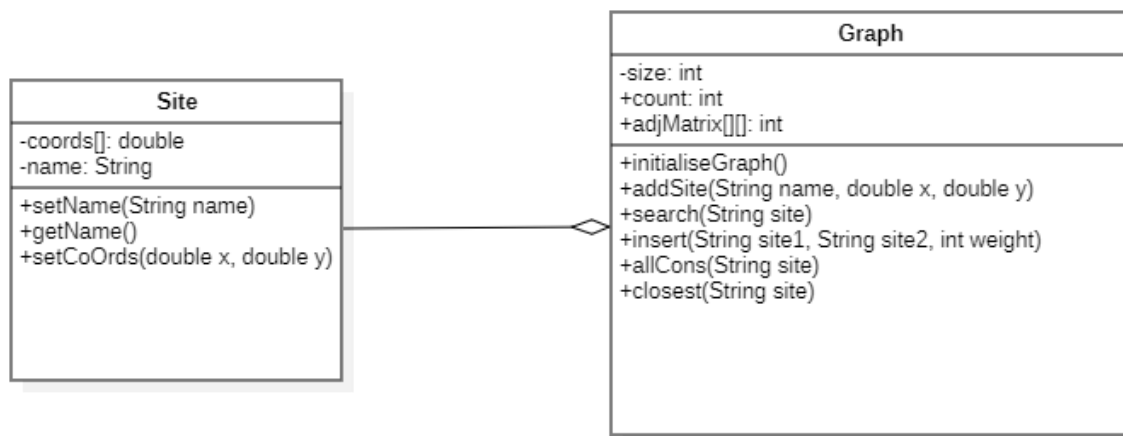 Site
-coords[]: double
-name: String
+setName(String name)
+getName()
+setCoOrds(double x, double y)
Graph
-size: int
+count: int
+adjMatrix[][]: int
+initialiseGraph()
+addSite(String name, double x, double y)
+search(String site)
+insert(String site1, String site2, int weight)
+allCons(String site)
+closest(String site)